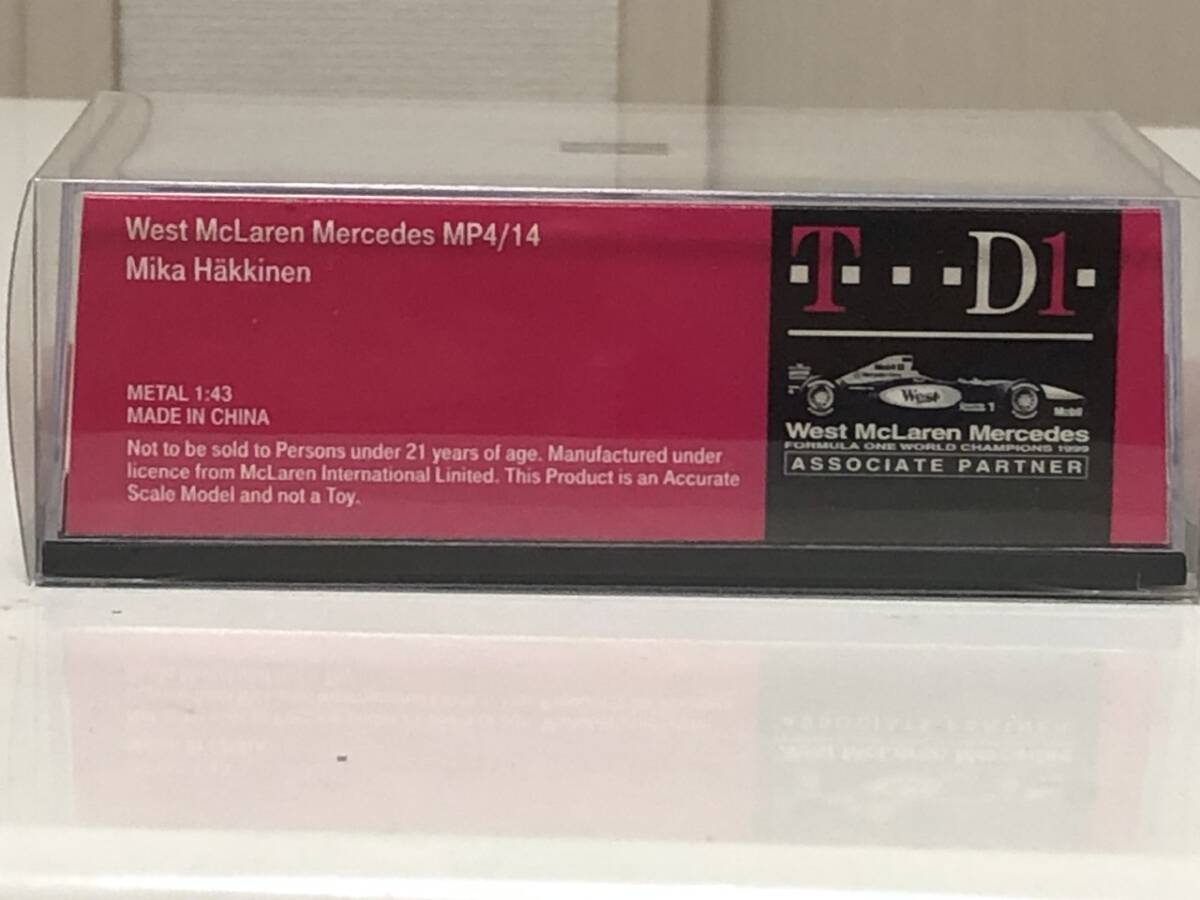 West McLaren Mercedes MP4/14
Mika Häkkinen
METAL 1:43
MADE IN CHINA
Not to be sold to Persons under 21 years of age. Manufactured under
licence from McLaren International Linited. This Product is an Accurate
Scale Model and not a Toy.
T D1
West
Mobil
West McLaren Mercedes
FORMULA ONE WORLD CHAMPIONS 1999
ASSOCIATE PARTNER